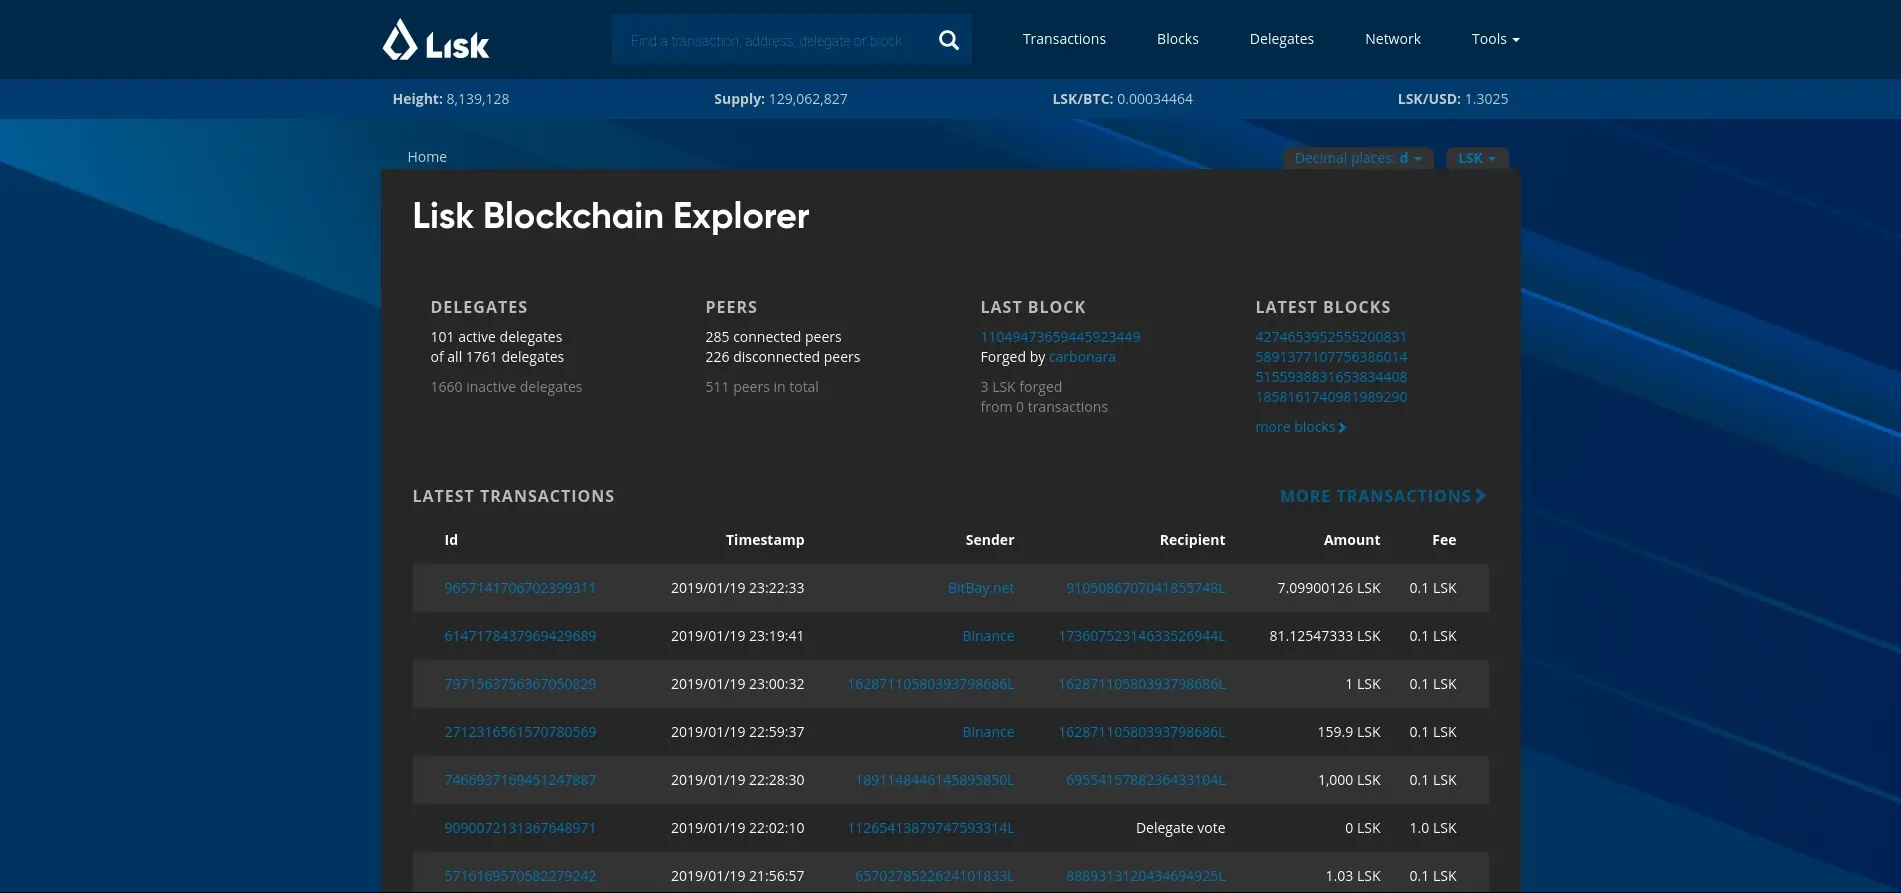 Lisk
Find a transaction, address, delegate or block
Transactions Blocks Delegates Network Tools
Height: 8,139,128 Supply: 129,062,827 LSK/BTC: 0.00034464 LSK/USD: 1.3025
Home Decimal places: d LSK
Lisk Blockchain Explorer
DELEGATES
101 active delegates
of all 1761 delegates
1660 inactive delegates
PEERS
285 connected peers
226 disconnected peers
511 peers in total
LAST BLOCK
11049473659445923449
Forged by carbonara
3 LSK forged
from 0 transactions
LATEST BLOCKS
4274653952555200831
5891377107756386014
5155938831653834408
1858161740981989290
more blocks
LATEST TRANSACTIONS MORE TRANSACTIONS
Id Timestamp Sender Recipient Amount Fee
9657141706702399311 2019/01/19 23:22:33 BitBay.net 9105086707041855748L 7.09900126 LSK 0.1 LSK
6147178437969429689 2019/01/19 23:19:41 Binance 17360752314633526944L 81.12547333 LSK 0.1 LSK
7971563756367050829 2019/01/19 23:00:32 16287110580393798686L 16287110580393798686L 1 LSK 0.1 LSK
2712316561570780569 2019/01/19 22:59:37 Binance 16287110580393798686L 159.9 LSK 0.1 LSK
7466937169451247887 2019/01/19 22:28:30 1891148446145895850L 6955415788236433104L 1,000 LSK 0.1 LSK
9090072131367648971 2019/01/19 22:02:10 11265413879747593314L Delegate vote 0 LSK 1.0 LSK
5716169570582279242 2019/01/19 21:56:57 6570278522624101833L 8889313120434694925L 1.03 LSK 0.1 LSK